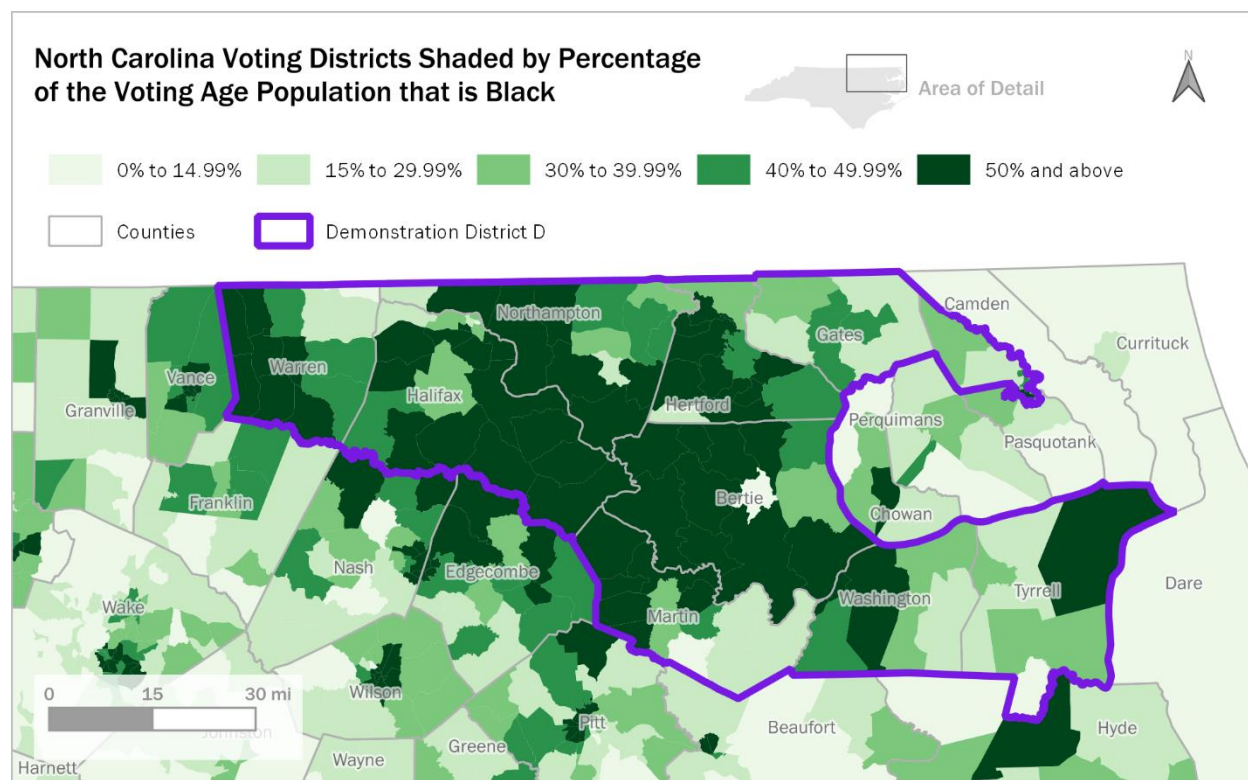 North Carolina Voting Districts Shaded by Percentage
of the Voting Age Population that is Black
Area of Detail
N
0% to 14.99%
15% to 29.99%
30% to 39.99%
40% to 49.99%
50% and above
Counties
Demonstration District D
Camden
Northampton
Gates
Currituck
Warren
Vance
Halifax
Granville
Hertford
Perquimans
Pasquotank
Franklin
Bertie
Chowan
Nash
Edgecombe
Dare
Tyrrell
Washington
Wake
Martin
0 15 30 mi
Wilson
Pitt
Beaufort
Hyde
Johnston
Greene
Wayne
Harnett